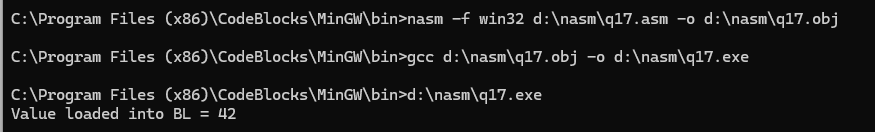 C:\Program Files (x86)\CodeBlocks\MinGW\bin>nasm -f win32 d:\nasm\q17.asm -o d:\nasm\q17.obj
C:\Program Files (x86)\CodeBlocks\MinGW\bin>gcc d:\nasm\q17.obj -o d:\nasm\q17.exe
C:\Program Files (x86)\CodeBlocks\MinGW\bin>d:\nasm\q17.exe
Value loaded into BL = 42